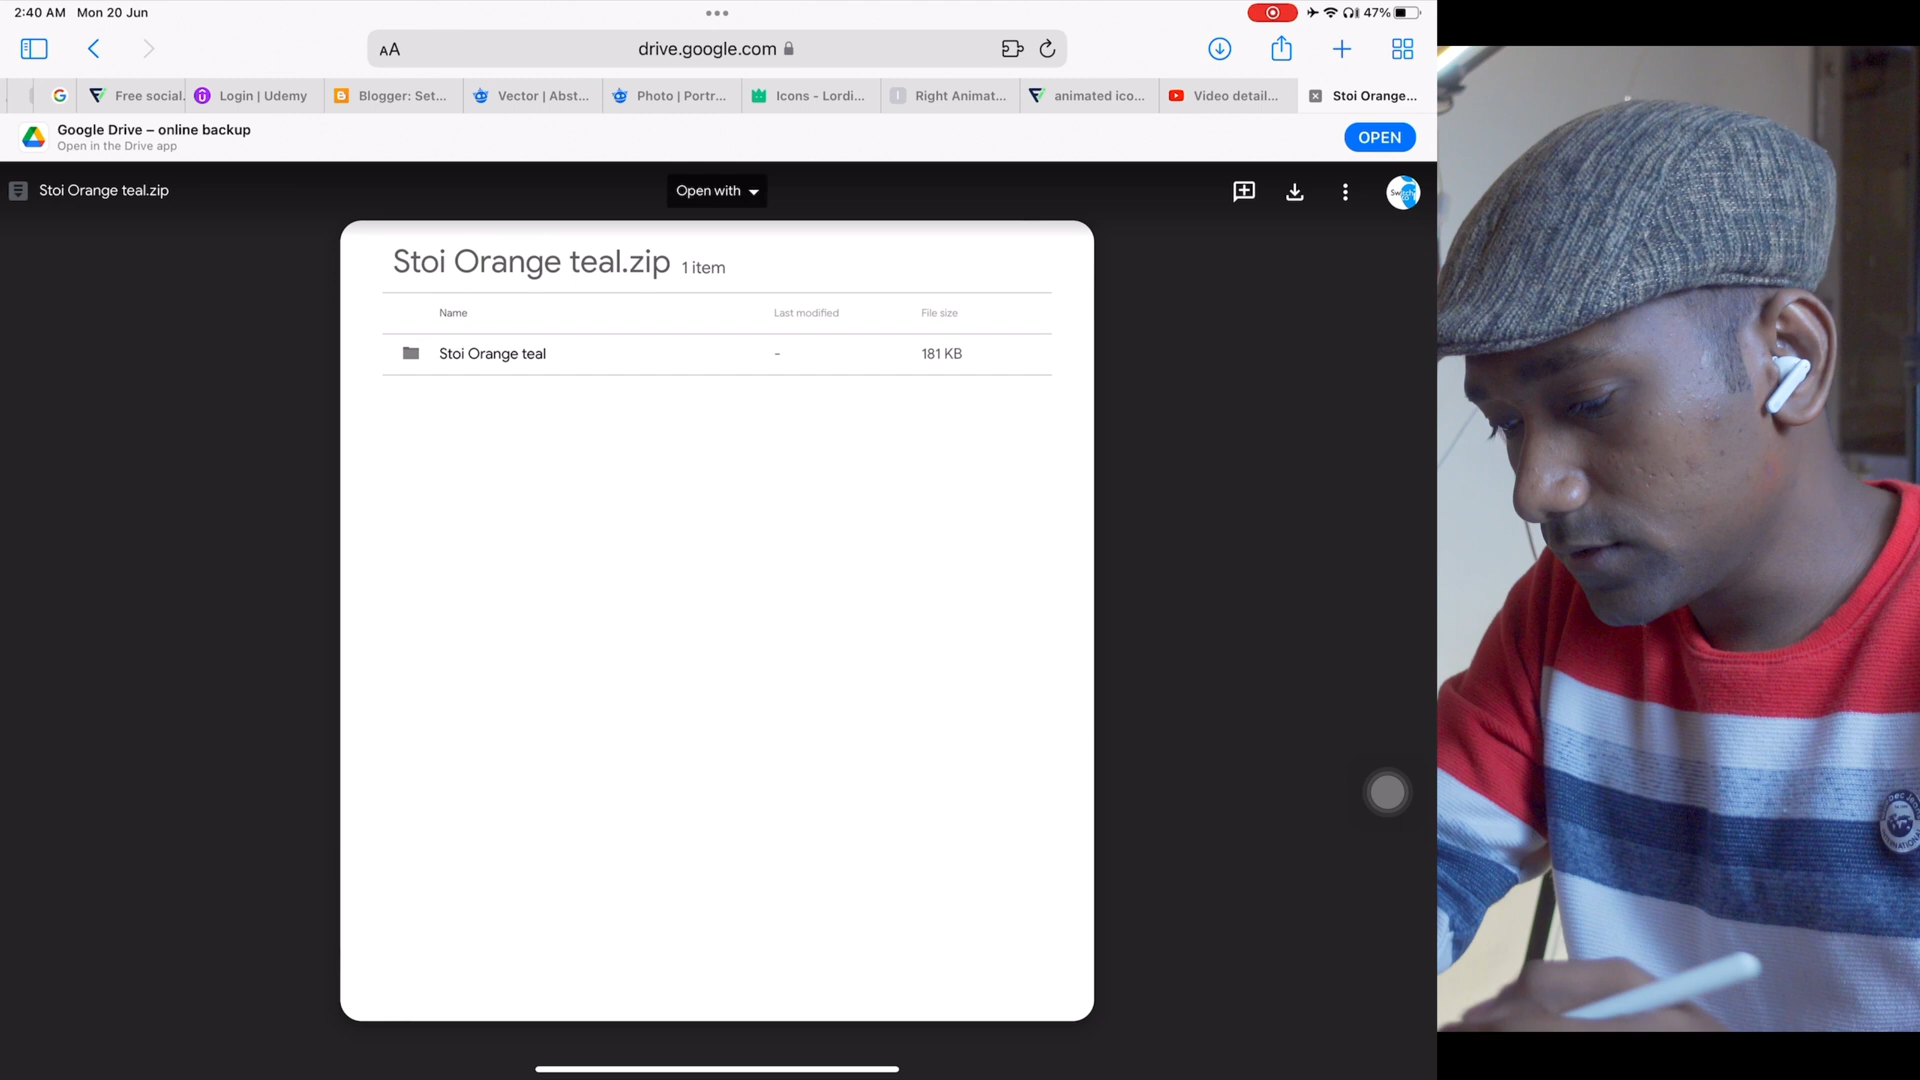 2:40 AM Mon 20 Jun
47%
AA
drive.google.com
Free social.
Login | Udemy
Blogger: Set...
Vector | Abst...
Photo | Portr...
Icons - Lordi...
Right Animat...
animated ico...
Video detail...
Stoi Orange...
Google Drive – online backup
Open in the Drive app
OPEN
Stoi Orange teal.zip
Open with
Stoi Orange teal.zip 1 item
Name Last modified File size
Stoi Orange teal - 181 KB